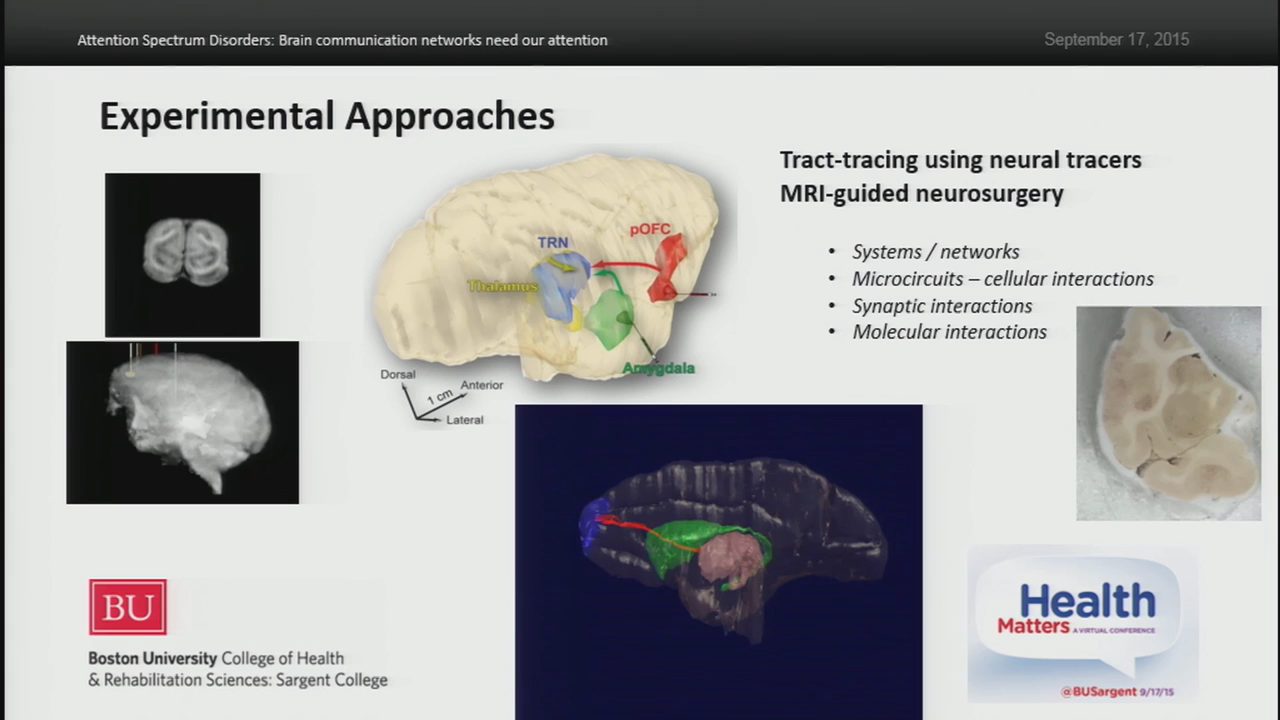 Attention Spectrum Disorders: Brain communication networks need our attention
September 17, 2015
Experimental Approaches
Tract-tracing using neural tracers
MRI-guided neurosurgery
• Systems / networks
• Microcircuits – cellular interactions
• Synaptic interactions
• Molecular interactions
pOFC
TRN
Thalamus
Amygdala
Dorsal
Anterior
1 cm
Lateral
BU
Boston University College of Health
& Rehabilitation Sciences: Sargent College
Health
Matters A VIRTUAL CONFERENCE
@BUSargent 9/17/15